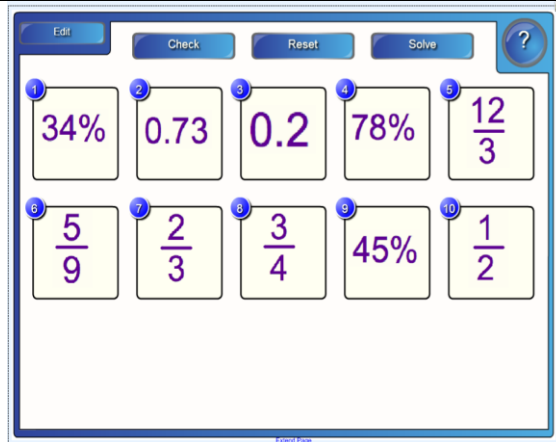 Edit
Check Reset Solve ?
1 2 3 4 5
34% 0.73 0.2 78% 12/3
6 7 8 9 10
5/9 2/3 3/4 45% 1/2
Extend Page